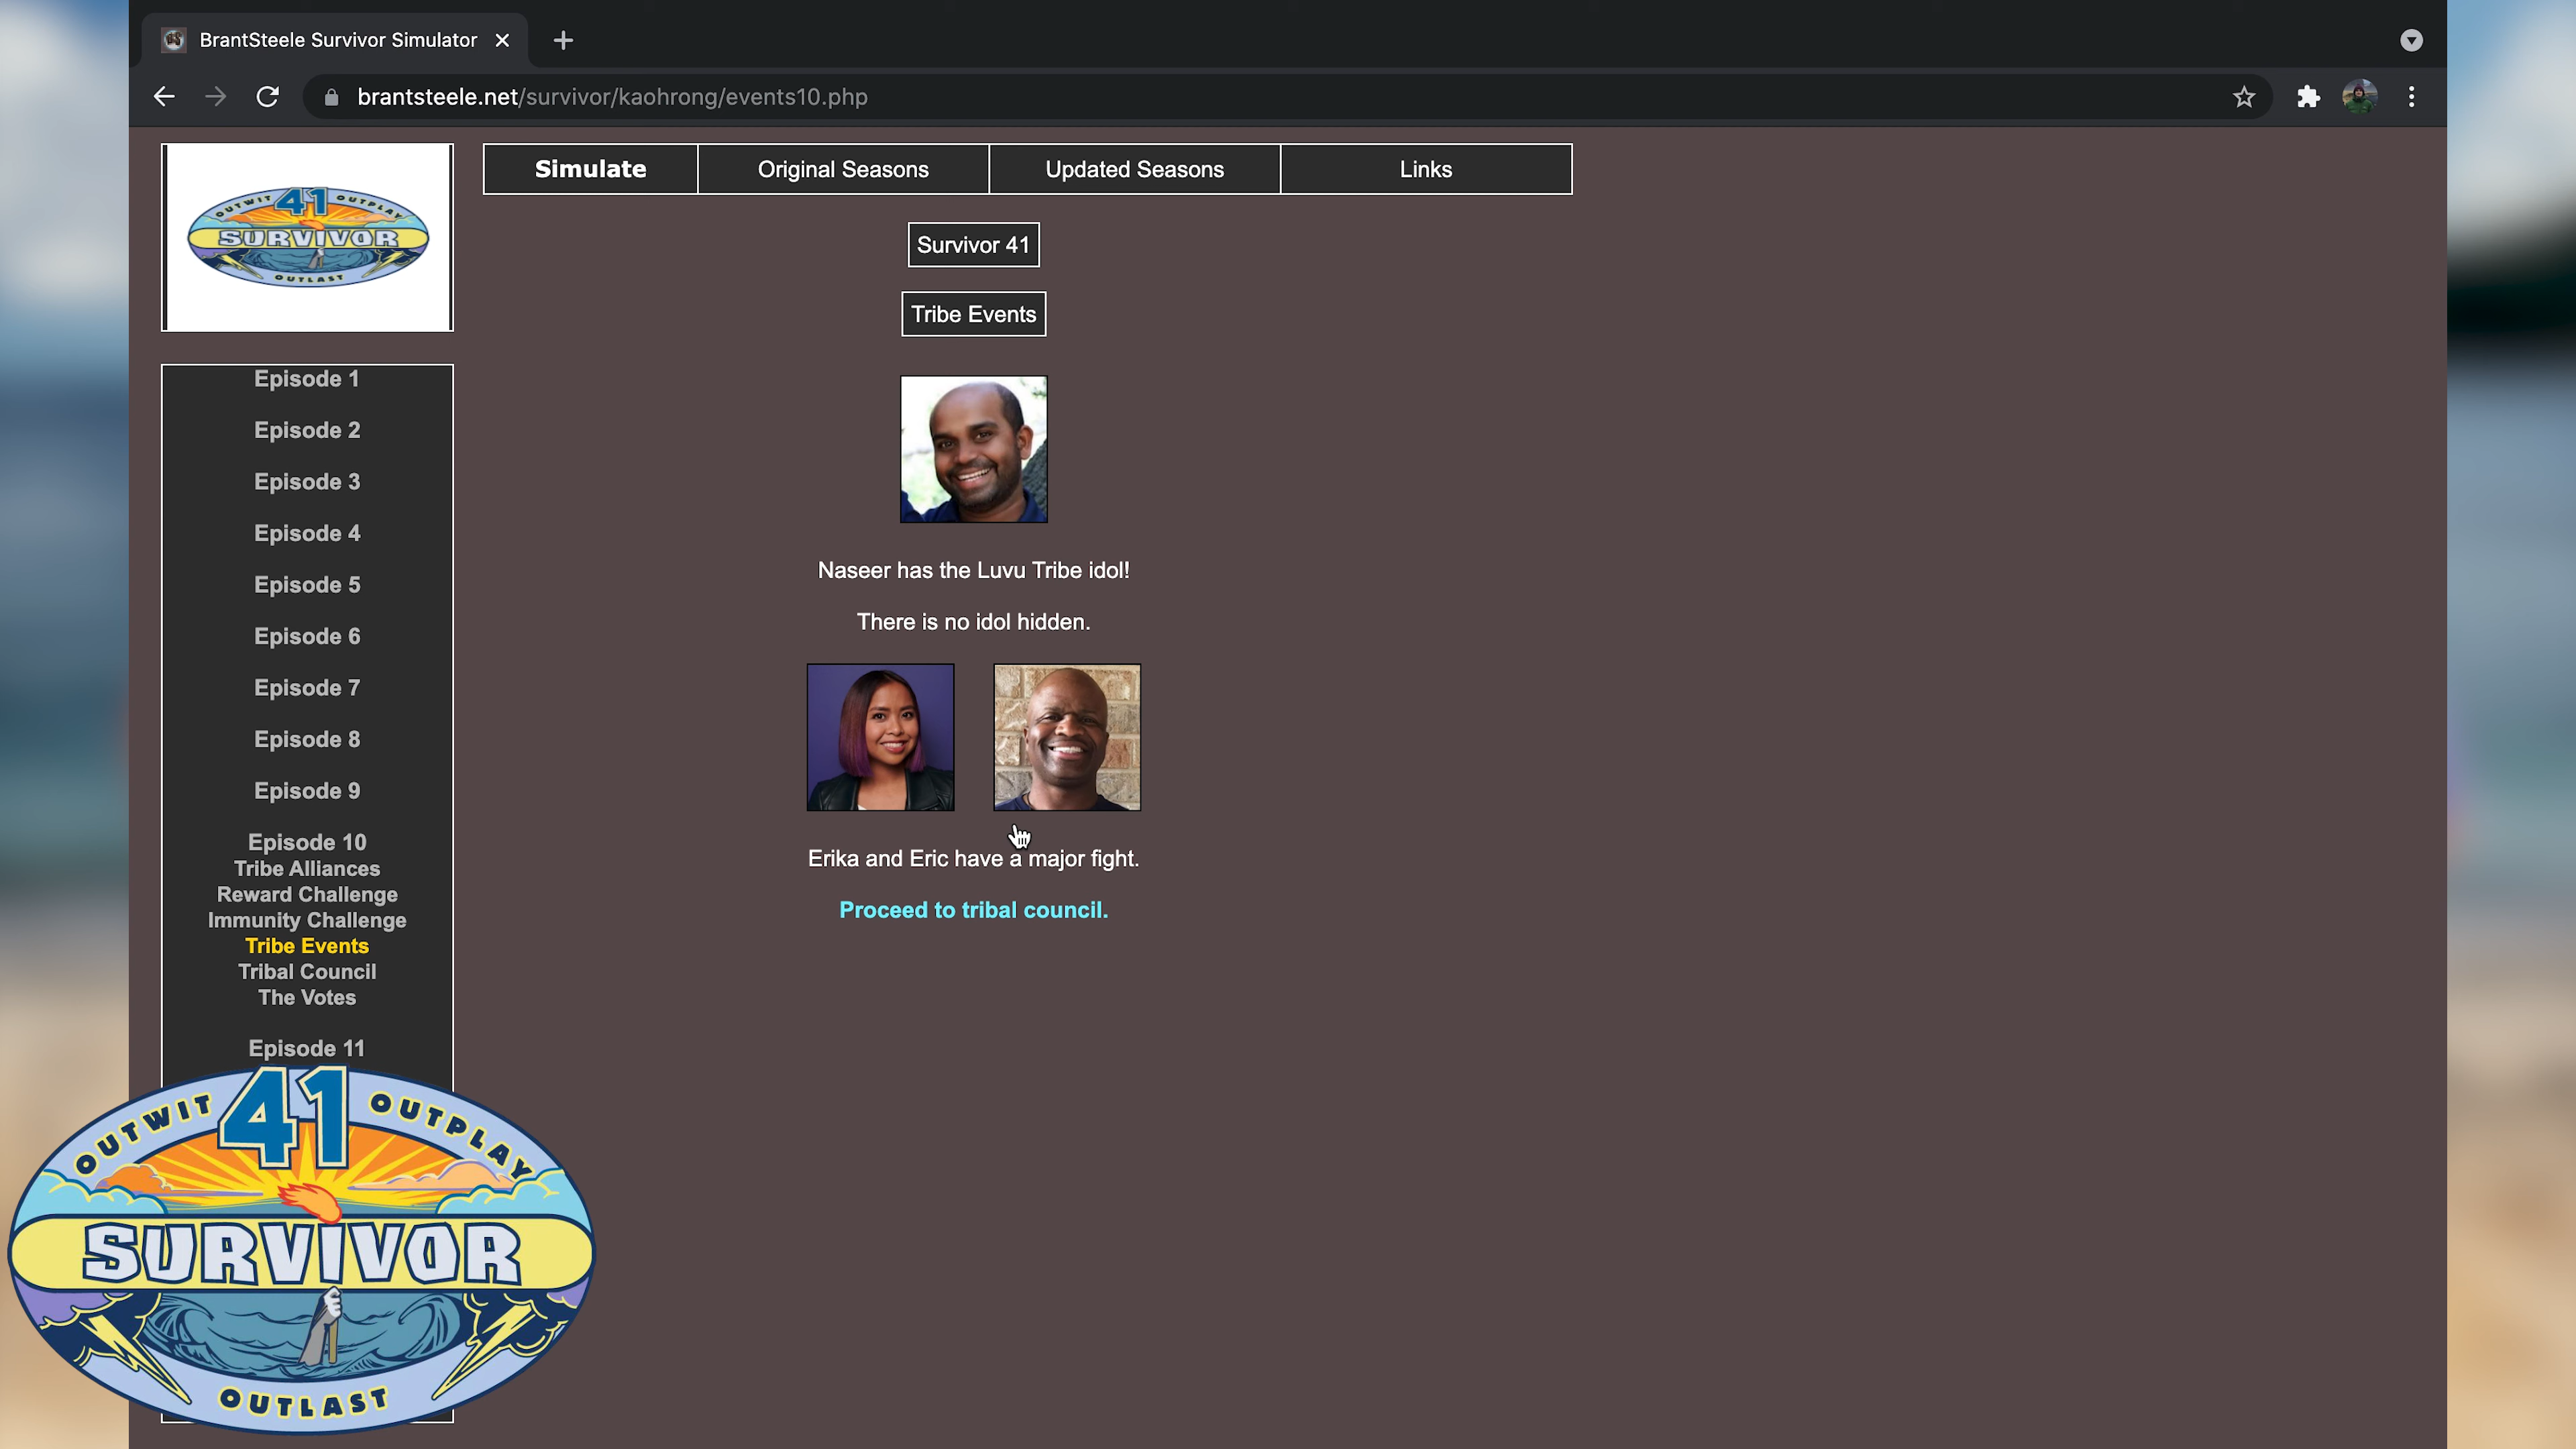 BrantSteele Survivor Simulator
brantsteele.net/survivor/kaohrong/events10.php
OUTWIT 41 OUTPLAY
SURVIVOR
OUTLAST
Simulate
Original Seasons
Updated Seasons
Links
Survivor 41
Tribe Events
Naseer has the Luvu Tribe idol!
There is no idol hidden.
Erika and Eric have a major fight.
Proceed to tribal council.
Episode 1
Episode 2
Episode 3
Episode 4
Episode 5
Episode 6
Episode 7
Episode 8
Episode 9
Episode 10
Tribe Alliances
Reward Challenge
Immunity Challenge
Tribe Events
Tribal Council
The Votes
Episode 11
OUTWIT 41 OUTPLAY
SURVIVOR
OUTLAST